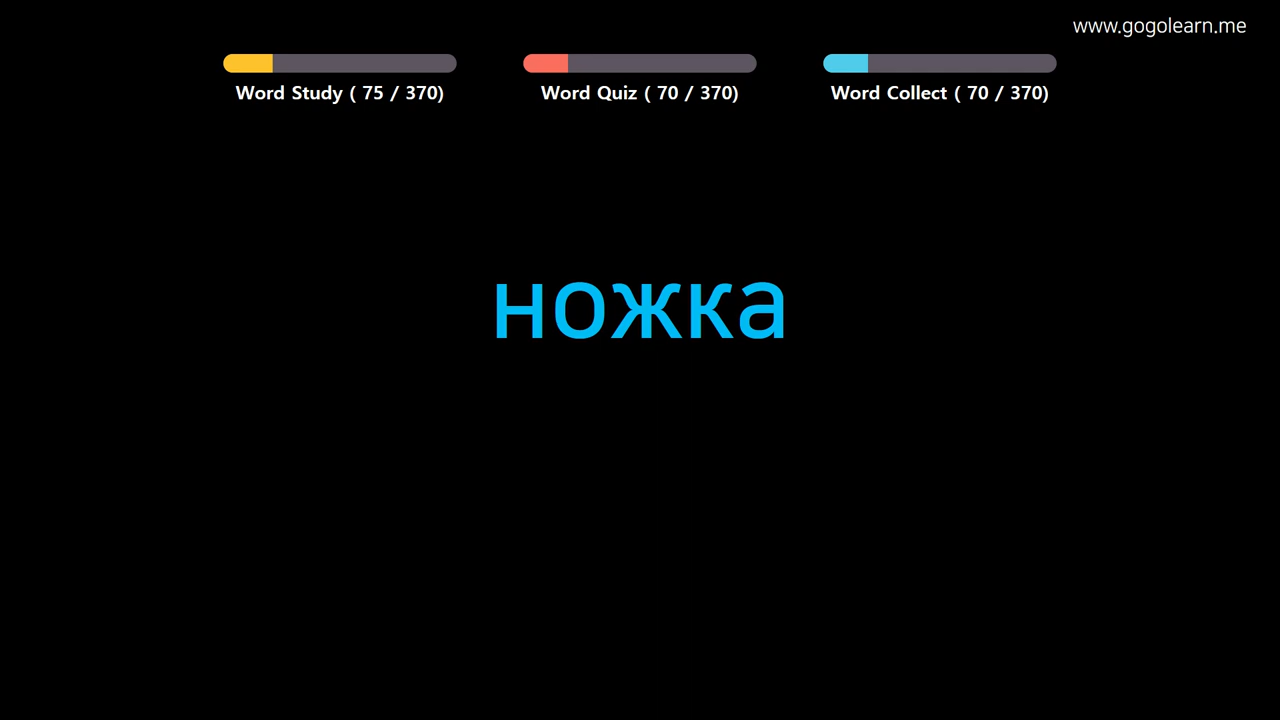 www.gogolearn.me
Word Study ( 75 / 370)
Word Quiz ( 70 / 370)
Word Collect ( 70 / 370)
ножка